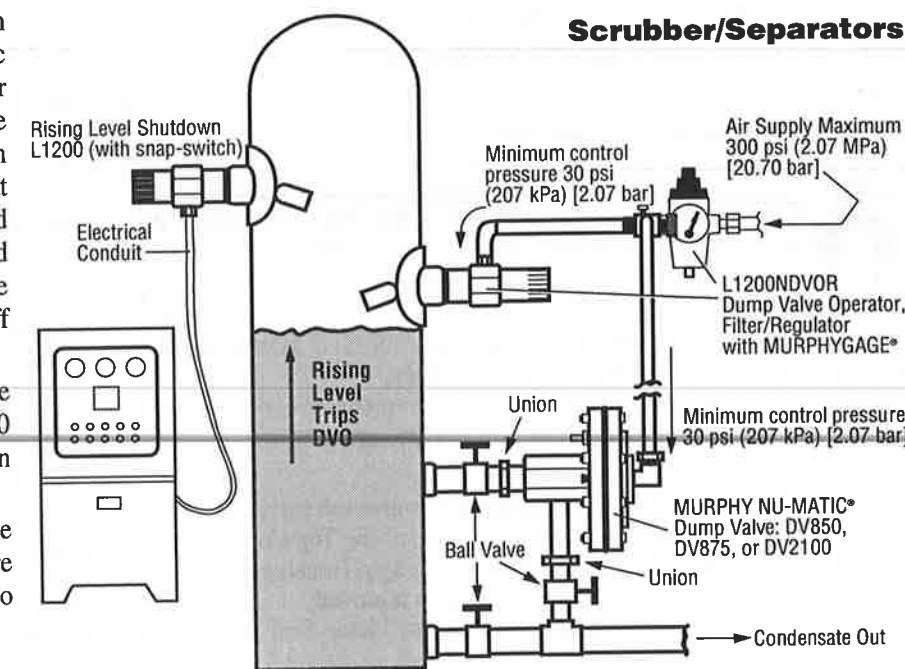 Scrubber/Separators
Rising Level Shutdown
L1200 (with snap-switch)
Electrical
Conduit
Minimum control
pressure 30 psi
(207 kPa) [2.07 bar]
Air Supply Maximum
300 psi (2.07 MPa)
[20.70 bar]
L1200NDVOR
Dump Valve Operator,
Filter/Regulator
with MURPHYGAGE®
Rising
Level
Trips
DVO
Union
Minimum control pressure
30 psi (207 kPa) [2.07 bar]
MURPHY NU-MATIC®
Dump Valve: DV850,
DV875, or DV2100
Ball Valve
Union
Condensate Out